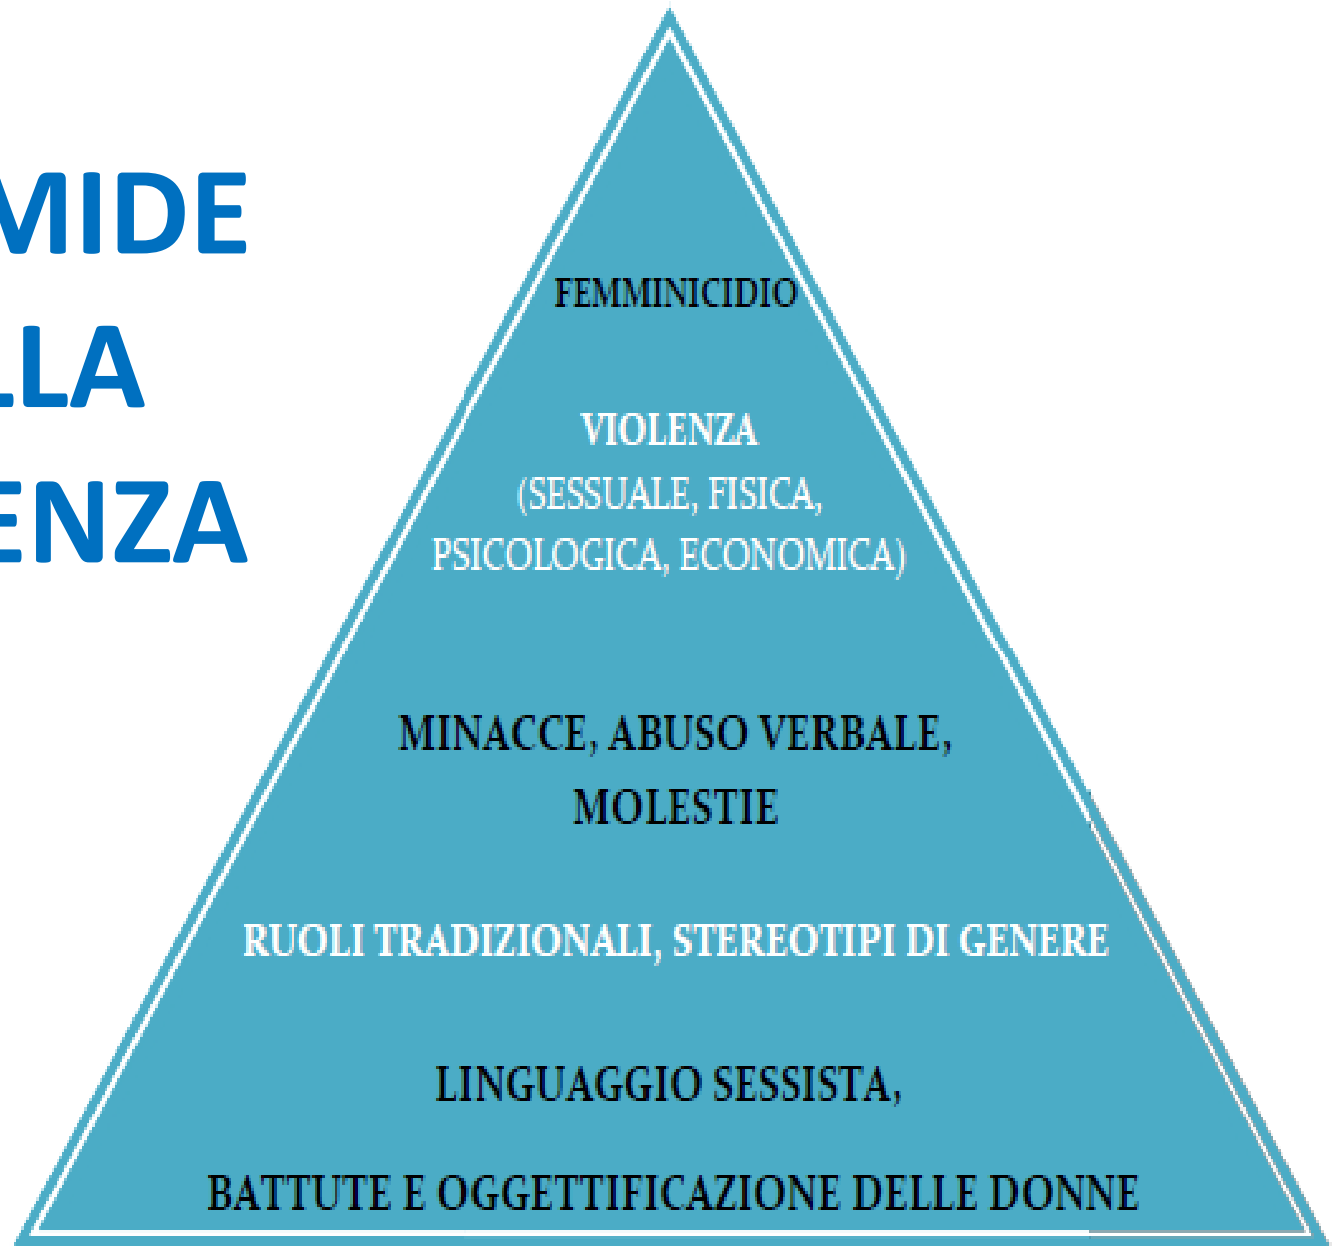 MIDE
LLA
ENZA
FEMMINICIDIO
VIOLENZA
(SESSUALE, FISICA,
PSICOLOGICA, ECONOMICA)
MINACCE, ABUSO VERBALE,
MOLESTIE
RUOLI TRADIZIONALI, STEREOTIPI DI GENERE
LINGUAGGIO SESSISTA,
BATTUTE E OGGETTIFICAZIONE DELLE DONNE